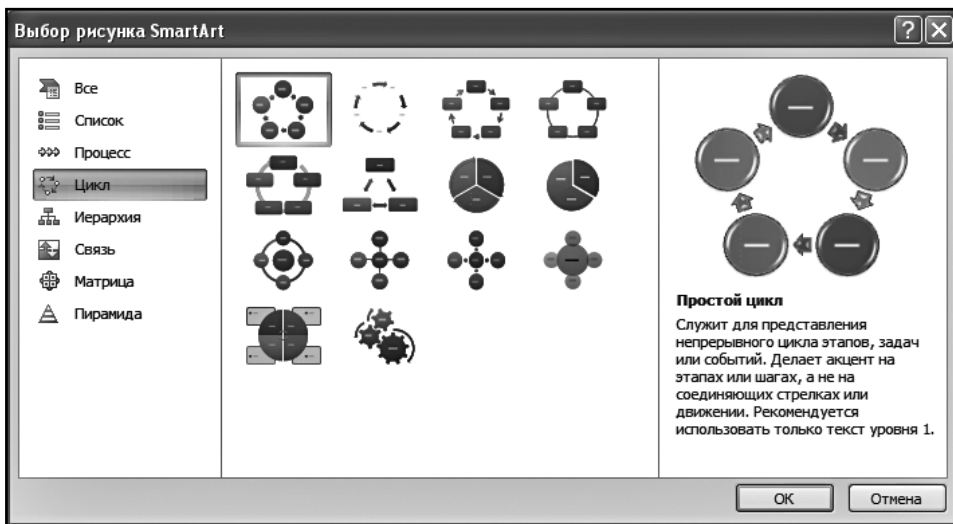 Выбор рисунка SmartArt
Все
Список
Процесс
Цикл
Иерархия
Связь
Матрица
Пирамида
Простой цикл
Служит для представления
непрерывного цикла этапов, задач
или событий. Делает акцент на
этапах или шагах, а не на
соединяющих стрелках или
движении. Рекомендуется
использовать только текст уровня 1.
ОК
Отмена